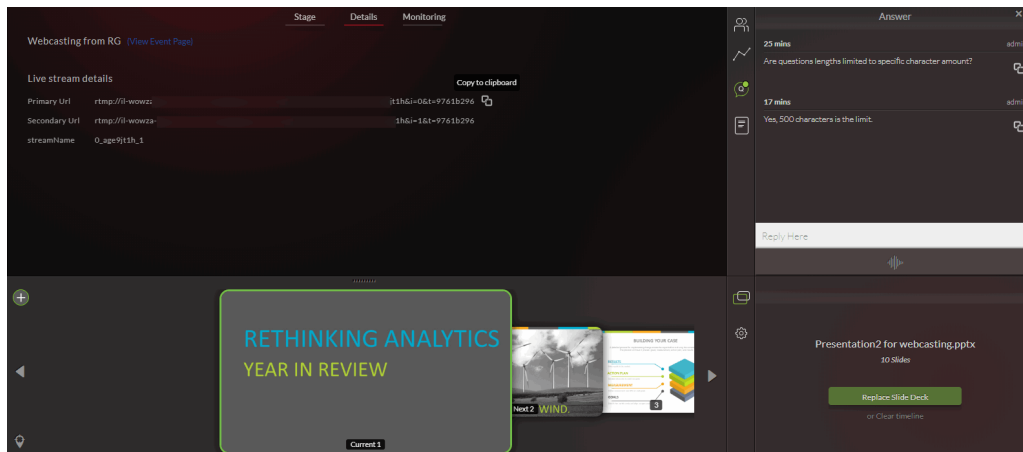 Stage Details Monitoring
Webcasting from RG (View Event Page)
Live stream details
Copy to clipboard
Primary Url rtmp://il-wowz jt1h&i=0&t=9761b296
Secondary Url rtmp://il-wowza- 1h&i=1&t=9761b296
streamName 0_age9jt1h_1
Answer
25 mins admi
Are questions lengths limited to specific character amount?
17 mins admi
Yes, 500 characters is the limit.
Reply Here
RETHINKING ANALYTICS
YEAR IN REVIEW
Current 1
Next 2 WIND.
BUILDING YOUR CASE
3
Presentation2 for webcasting.pptx
10 Slides
Replace Slide Deck
or Clear timeline